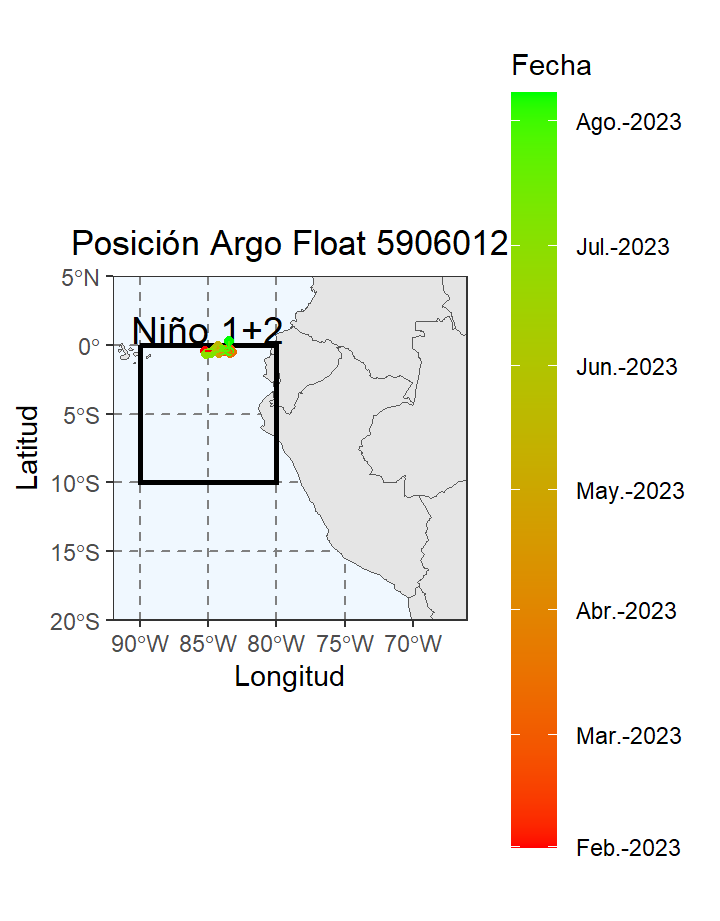 Fecha
Ago.-2023
Jul.-2023
Jun.-2023
May.-2023
Abr.-2023
Mar.-2023
Feb.-2023
Posición Argo Float 5906012
Niño 1+2
Latitud
5°N
0°
5°S
10°S
15°S
20°S
90°W 85°W 80°W 75°W 70°W
Longitud